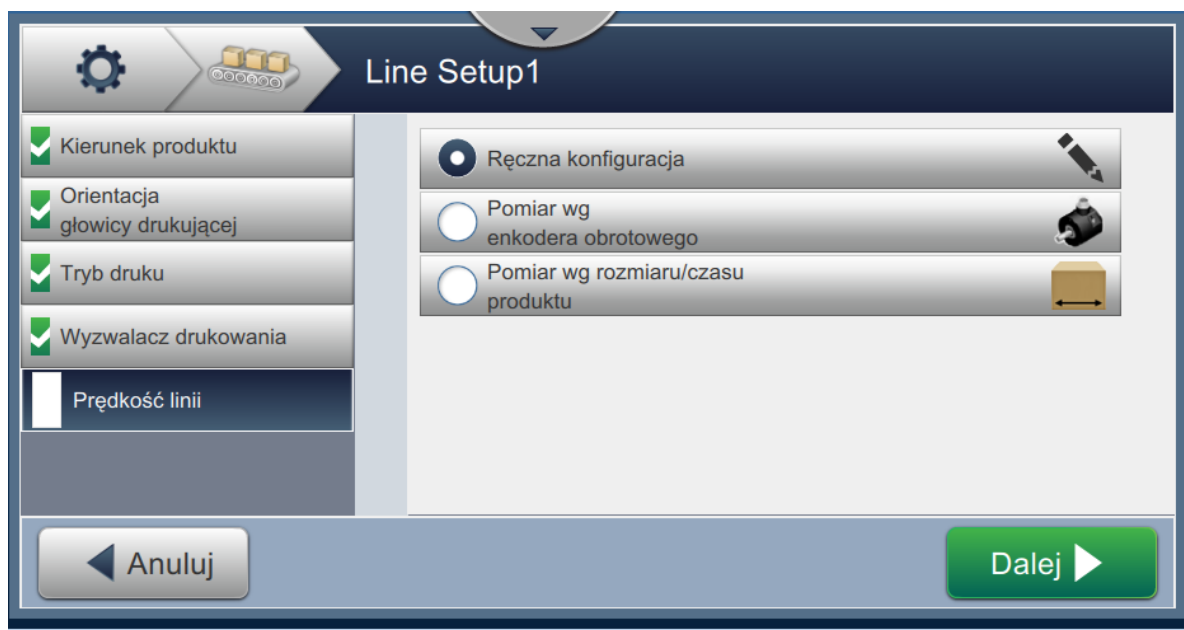 Line Setup1
Kierunek produktu
Orientacja
głowicy drukującej
Tryb druku
Wyzwalacz drukowania
Prędkość linii
Ręczna konfiguracja
Pomiar wg
enkodera obrotowego
Pomiar wg rozmiaru/czasu
produktu
Anuluj
Dalej